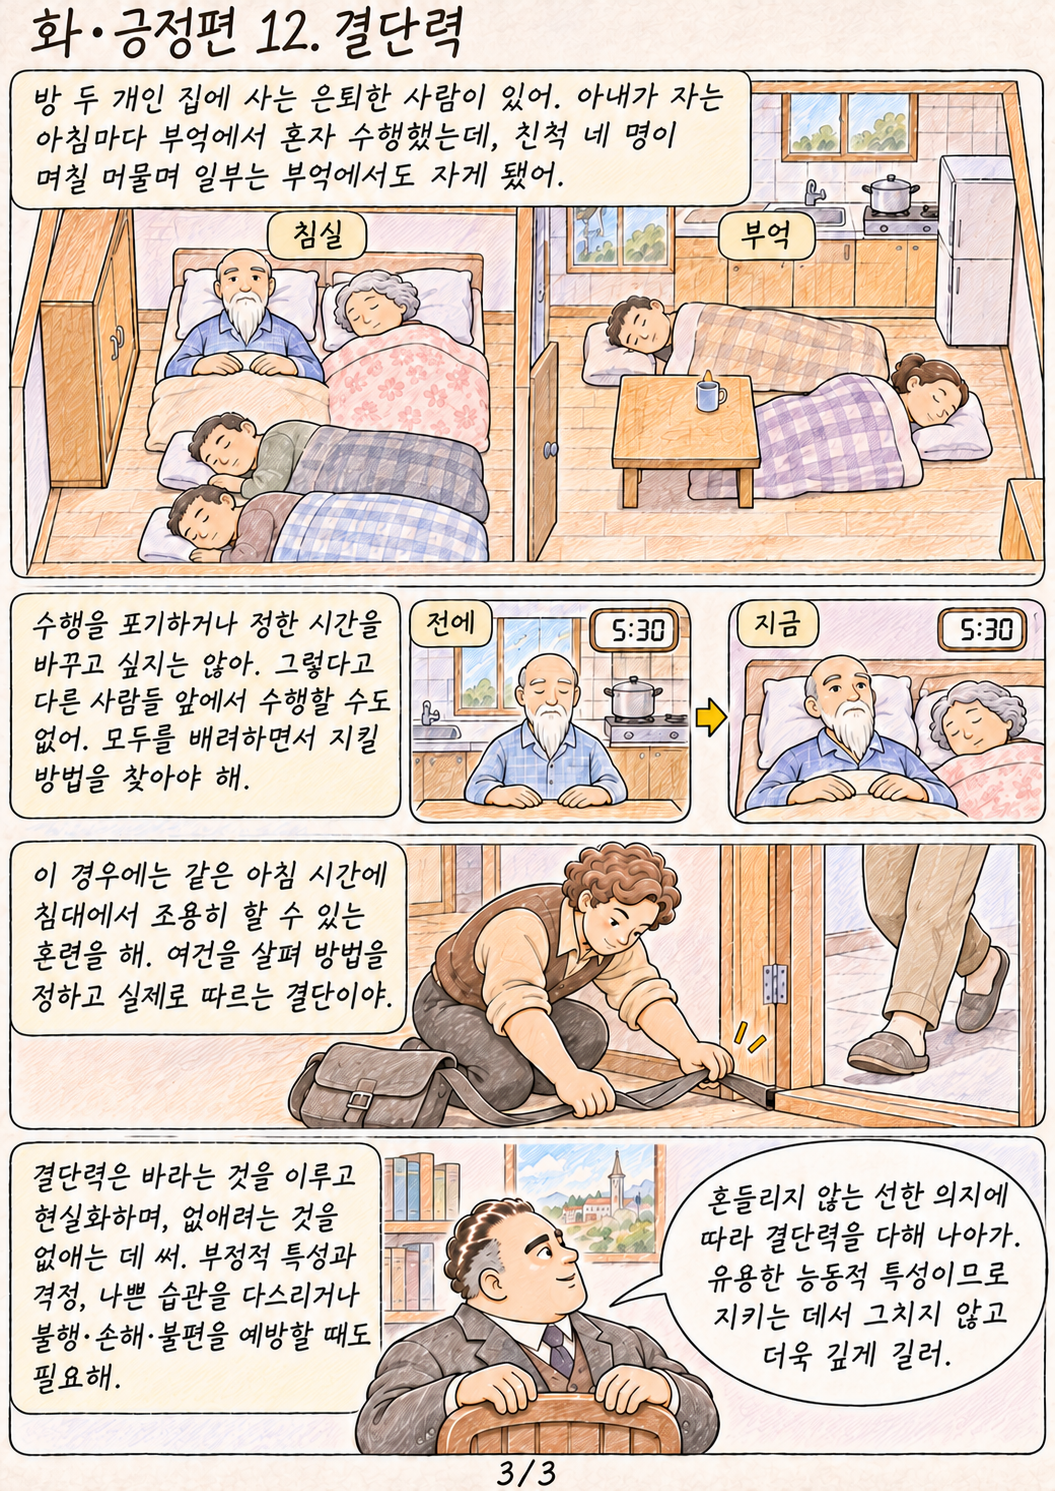 화·긍정편 12. 결단력
방 두 개인 집에 사는 은퇴한 사람이 있어. 아내가 자는
아침마다 부엌에서 혼자 수행했는데, 친척 네 명이
며칠 머물며 일부는 부엌에서도 자게 됐어.
침실
부엌
수행을 포기하거나 정한 시간을
바꾸고 싶지는 않아. 그렇다고
다른 사람들 앞에서 수행할 수도
없어. 모두를 배려하면서 지킬
방법을 찾아야 해.
전에
5:30
지금
5:30
이 경우에는 같은 아침 시간에
침대에서 조용히 할 수 있는
훈련을 해. 여건을 살펴 방법을
정하고 실제로 따르는 결단이야.
결단력은 바라는 것을 이루고
현실화하며, 없애려는 것을
없애는 데 써. 부정적 특성과
격정, 나쁜 습관을 다스리거나
불행·손해·불편을 예방할 때도
필요해.
흔들리지 않는 선한 의지에
따라 결단력을 다해 나아가.
유용한 능동적 특성이므로
지키는 데서 그치지 않고
더욱 깊게 길러.
3/3